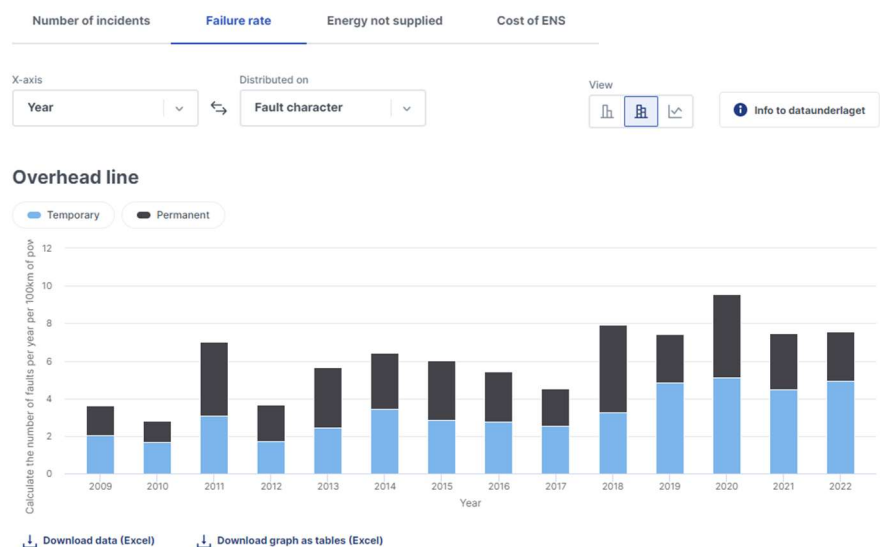 Number of incidents Failure rate Energy not supplied Cost of ENS
X-axis Distributed on View
Year Fault character Info to dataunderlaget
Overhead line
Temporary Permanent
Calculate the number of faults per year per 100km of pow
12
10
8
6
4
2
0
2009 2010 2011 2012 2013 2014 2015 2016 2017 2018 2019 2020 2021 2022
Year
Download data (Excel) Download graph as tables (Excel)